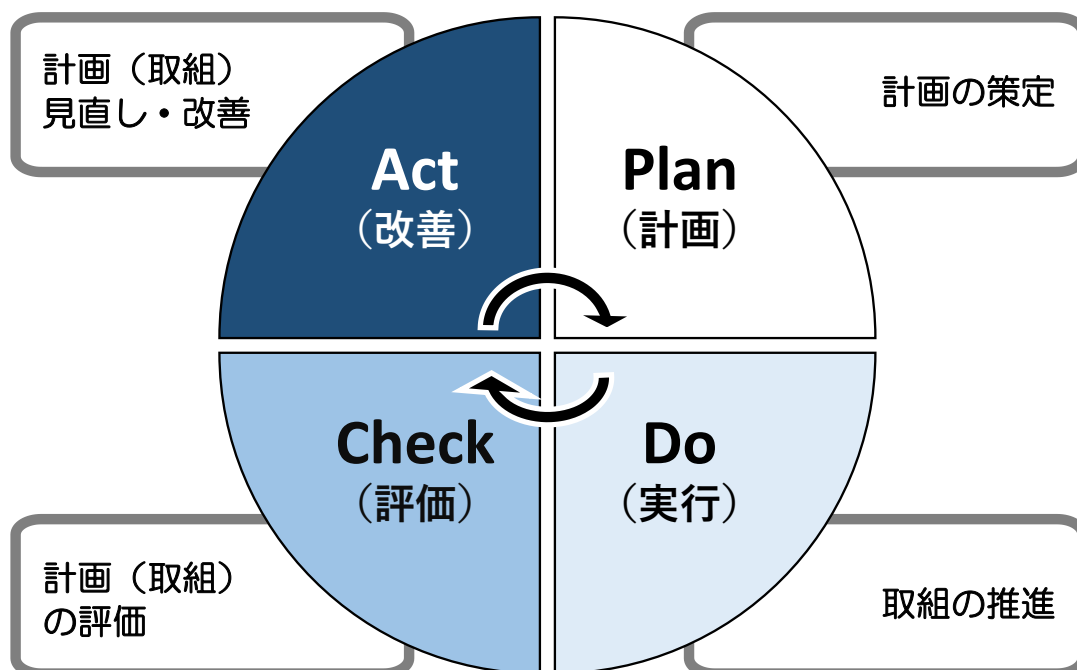 計画（取組）
見直し・改善
Act
（改善）
Plan
（計画）
計画の策定
計画（取組）
の評価
Check
（評価）
Do
（実行）
取組の推進